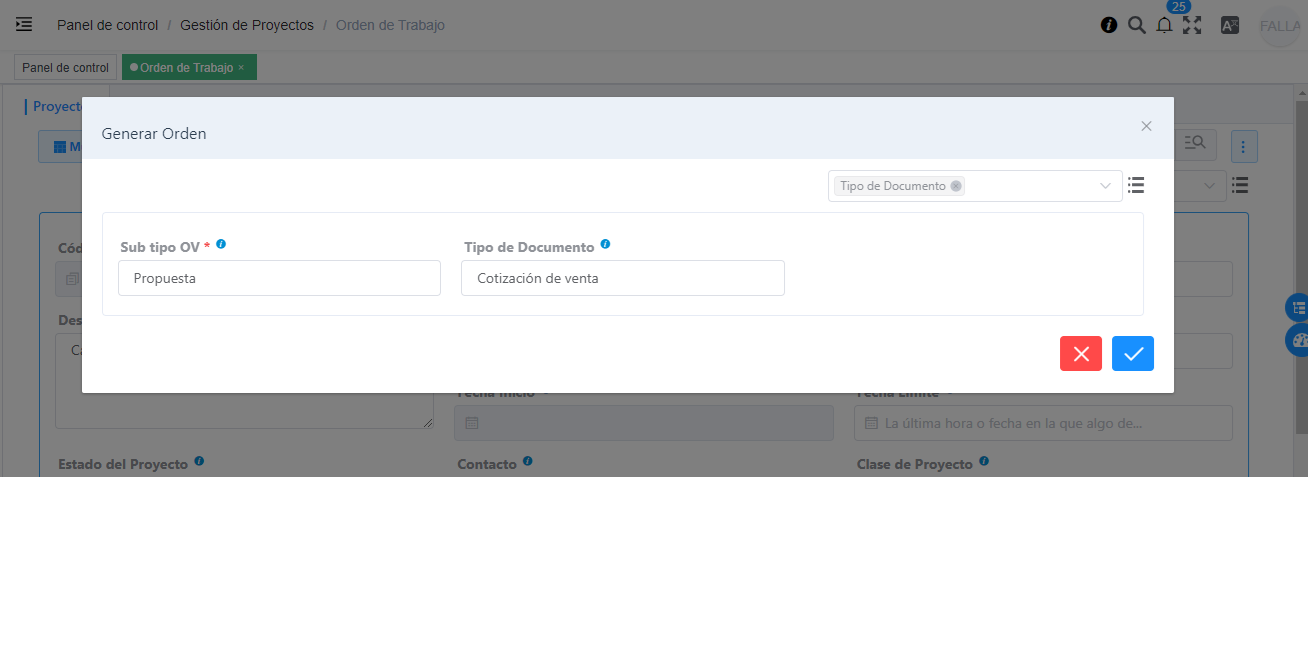 Panel de control / Gestión de Proyectos / Orden de Trabajo
25
FALLA
Panel de control
Orden de Trabajo ×
Proyect
Generar Orden
M
Tipo de Documento
Cód
Sub tipo OV *
Tipo de Documento
Propuesta
Cotización de venta
Des
Ca
Fecha Inicio
Fecha Límite
La última hora o fecha en la que algo de...
Estado del Proyecto
Contacto
Clase de Proyecto